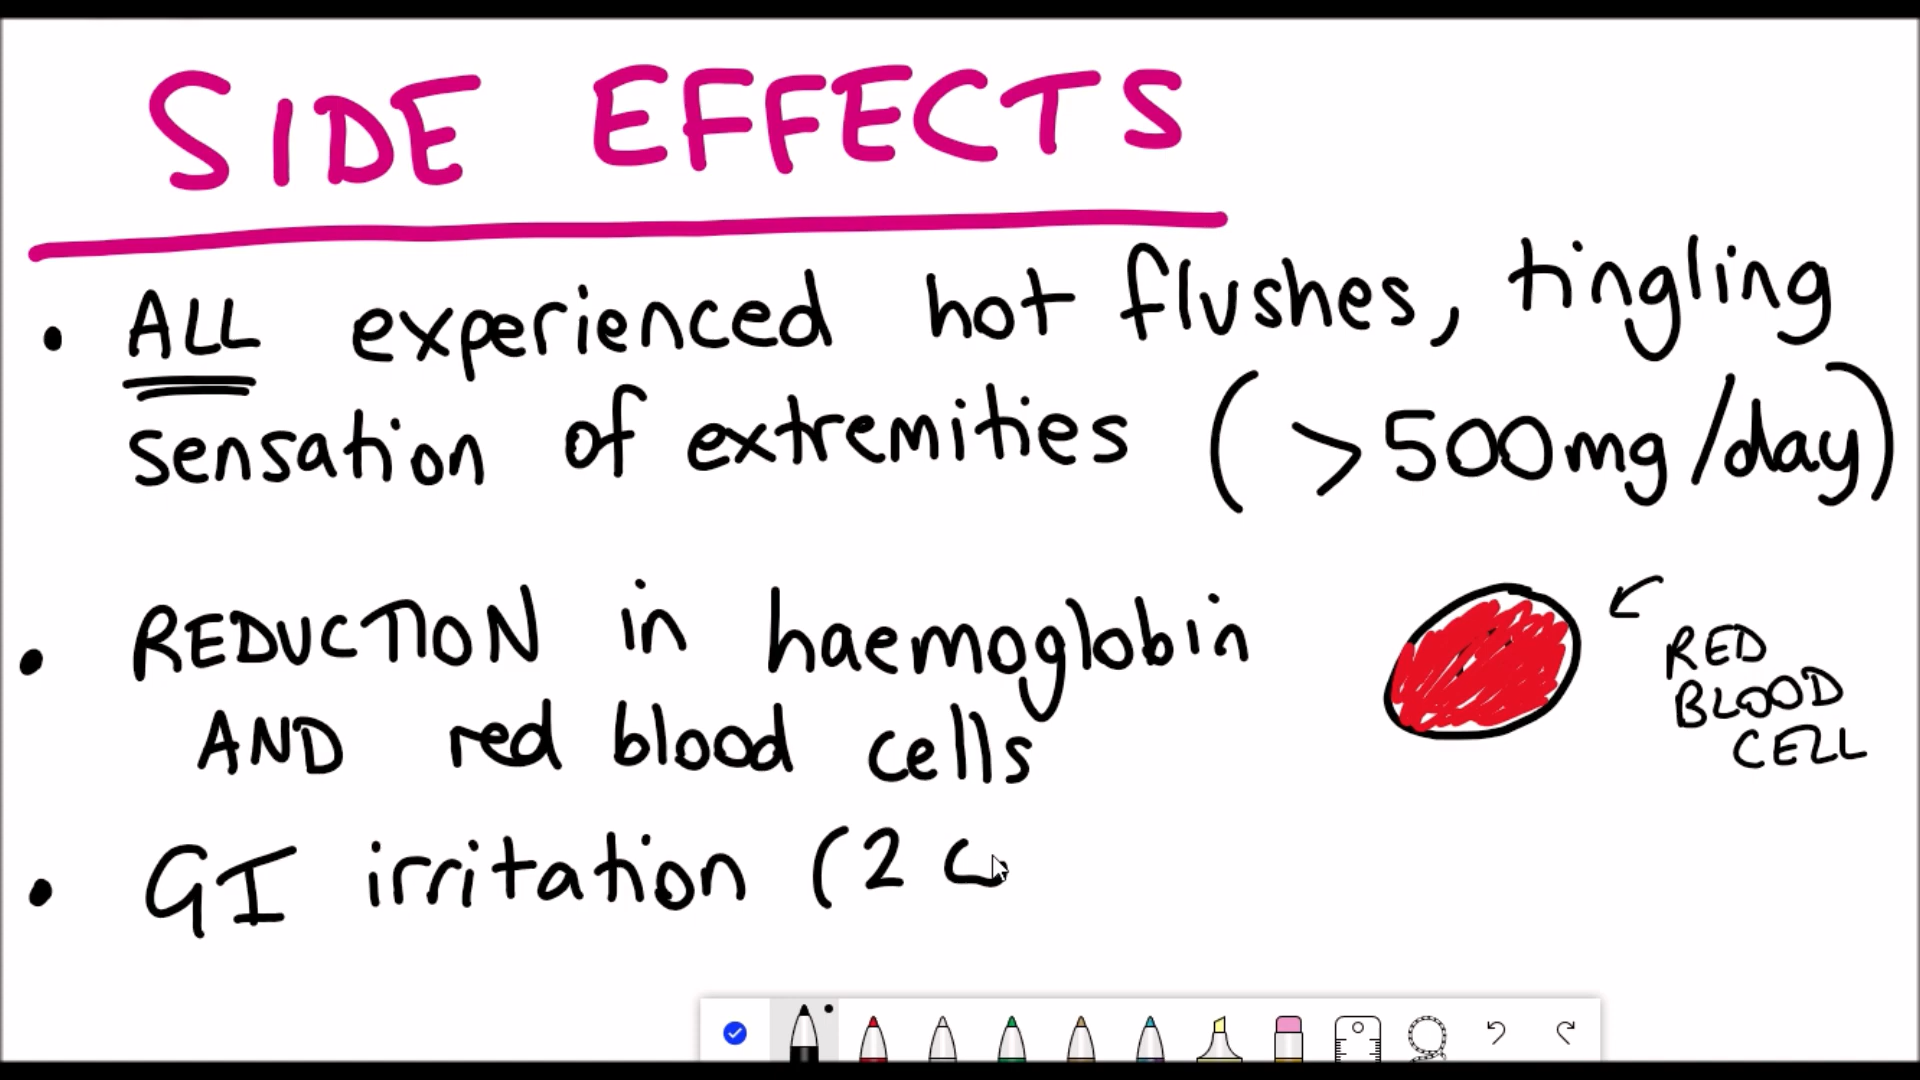 SIDE EFFECTS
• ALL experienced hot flushes, tingling
sensation of extremities (>500mg/day)
• REDUCTION in haemoglobin
AND red blood cells
RED
BLOOD
CELL
• GI irritation (2